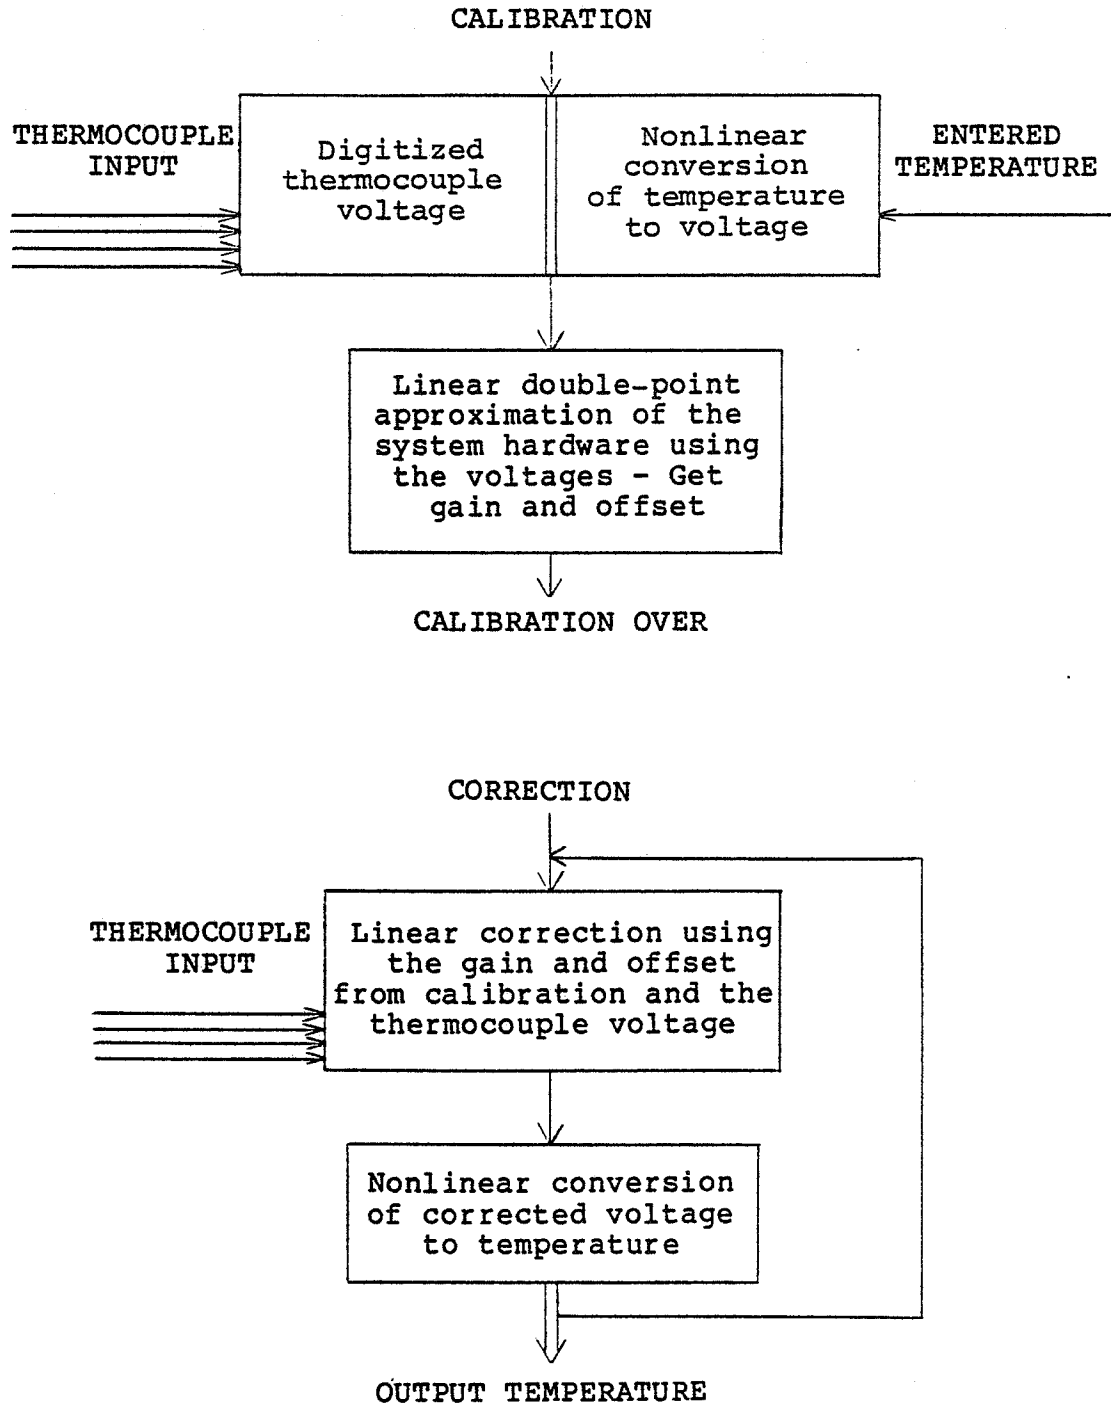 CALIBRATION
THERMOCOUPLE
INPUT
Digitized
thermocouple
voltage
Nonlinear
conversion
of temperature
to voltage
ENTERED
TEMPERATURE
Linear double-point
approximation of the
system hardware using
the voltages - Get
gain and offset
CALIBRATION OVER
CORRECTION
THERMOCOUPLE
INPUT
Linear correction using
the gain and offset
from calibration and the
thermocouple voltage
Nonlinear conversion
of corrected voltage
to temperature
OUTPUT TEMPERATURE